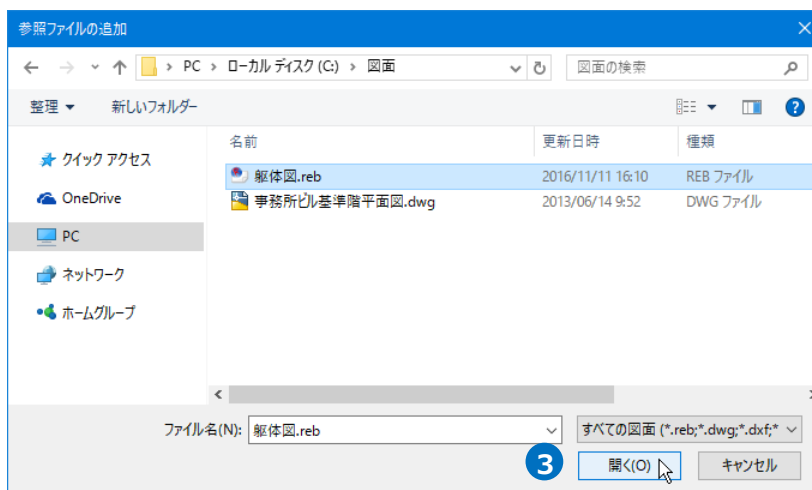 参照ファイルの追加
PC › ローカル ディスク (C:) › 図面
図面の検索
整理 新しいフォルダー
名前 更新日時 種類
クイック アクセス
躯体図.reb 2016/11/11 16:10 REB ファイル
OneDrive
事務所ビル基準階平面図.dwg 2013/06/14 9:52 DWG ファイル
PC
ネットワーク
ホームグループ
ファイル名(N): 躯体図.reb すべての図面 (*.reb;*.dwg;*.dxf;*
3 開く(O) キャンセル